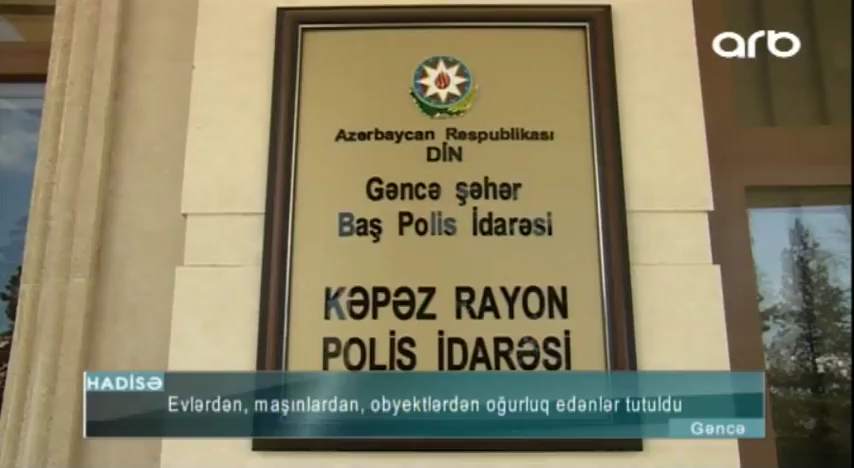 arb
Azərbaycan Respublikası
DİN
Gəncə şəhər
Baş Polis İdarəsi
KƏPƏZ RAYON
POLİS İDARƏSİ
HADİSƏ
Evlərdən, maşınlardan, obyektlərdən oğurluq edənlər tutuldu
Gəncə